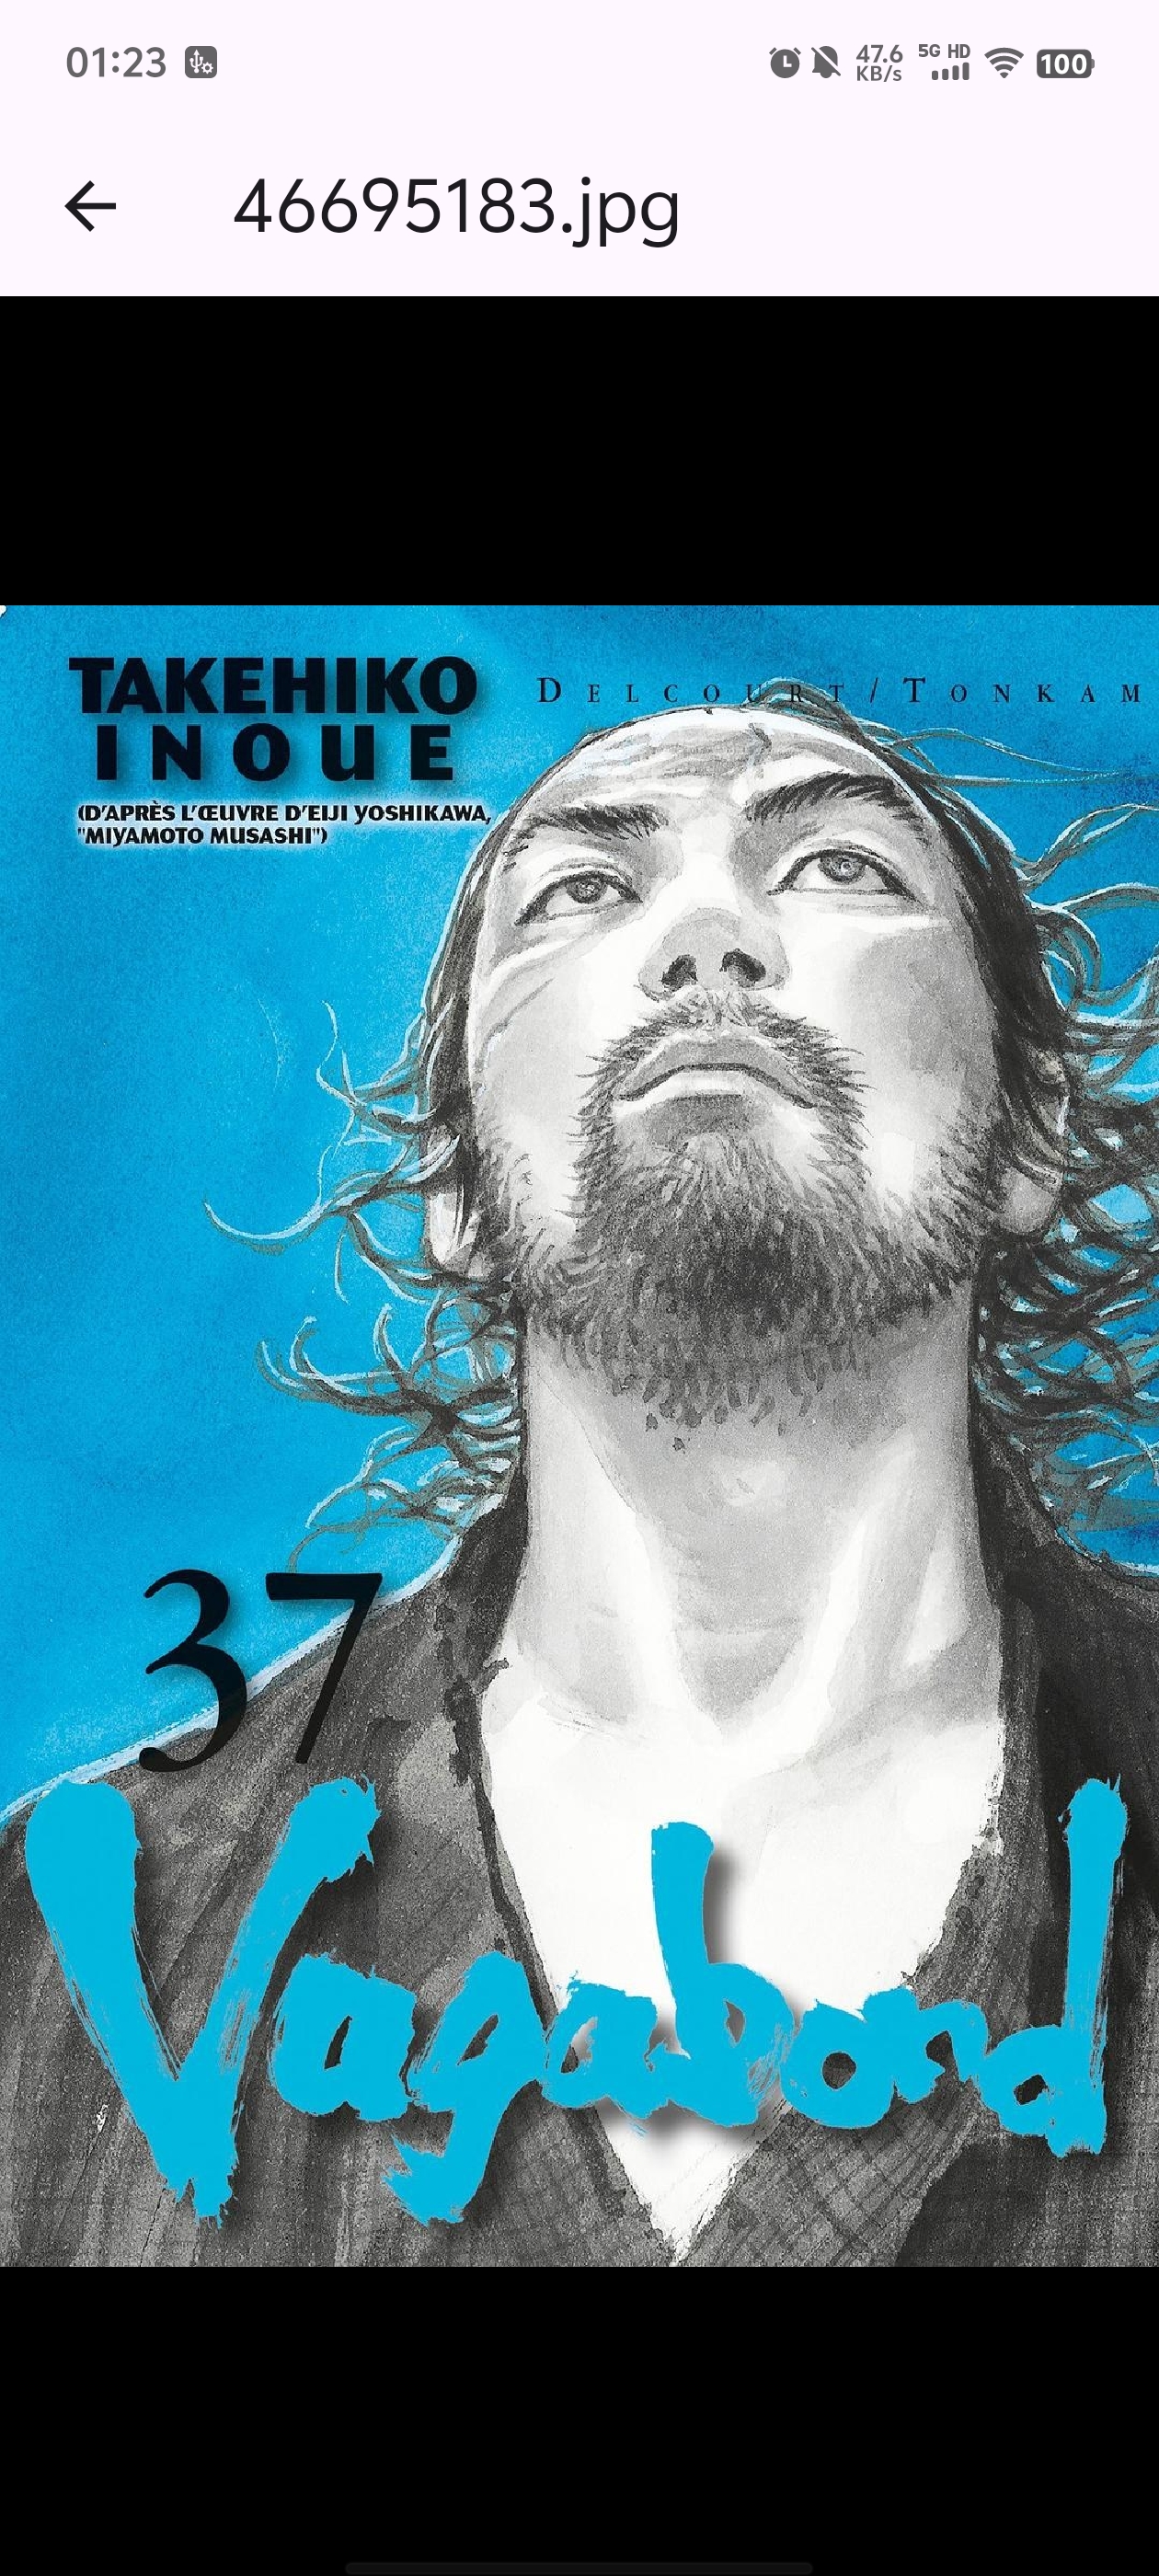 01:23
47.6 KB/s
5G HD
100
46695183.jpg
TAKEHIKO
INOUE
DELCOURT/TONKAM
(D'APRÈS L'ŒUVRE D'EIJI YOSHIKAWA,
"MIYAMOTO MUSASHI")
37
Vagabond